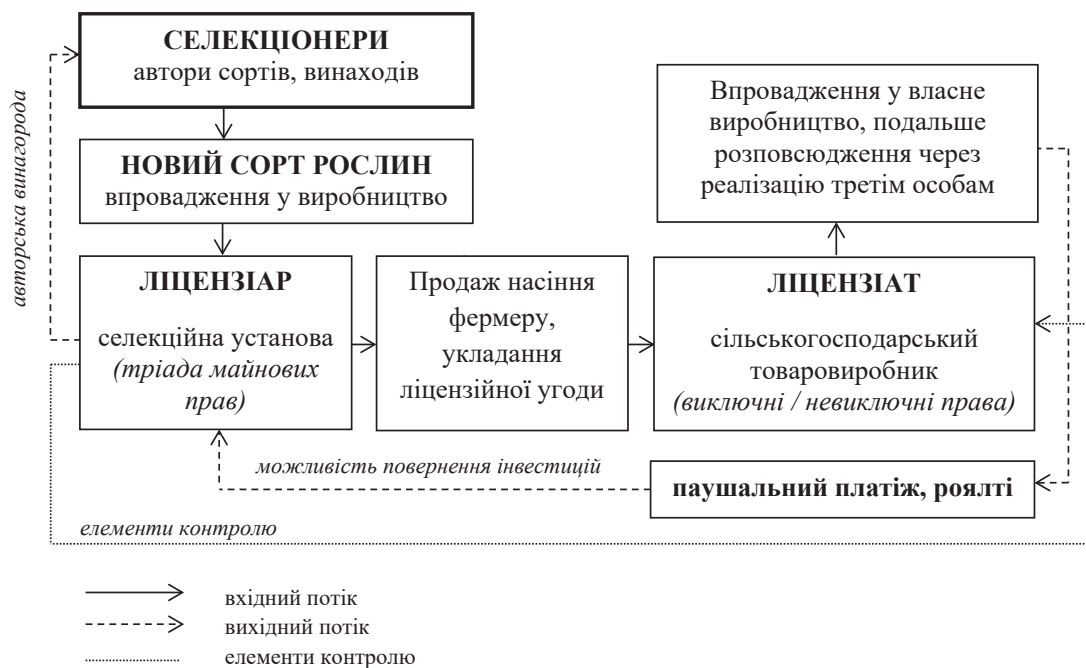 СЕЛЕКЦІОНЕРИ
автори сортів, винаходів
авторська винагорода
НОВИЙ СОРТ РОСЛИН
впровадження у виробництво
Впровадження у власне
виробництво, подальше
розповсюдження через
реалізацію третім особам
ЛІЦЕНЗІАР
селекційна установа
(тріада майнових
прав)
Продаж насіння
фермеру,
укладання
ліцензійної угоди
ЛІЦЕНЗІАТ
сільськогосподарський
товаровиробник
(виключні / невиключні права)
можливість повернення інвестицій
паушальний платіж, роялті
елементи контролю
вхідний потік
вихідний потік
елементи контролю